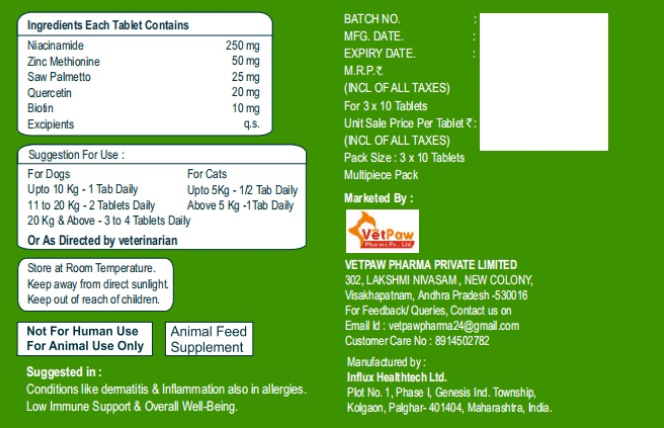 Ingredients Each Tablet Contains
Niacinamide 250 mg
Zinc Methionine 50 mg
Saw Palmetto 25 mg
Quercetin 20 mg
Biotin 10 mg
Excipients q.s.
Suggestion For Use :
For Dogs For Cats
Upto 10 Kg - 1 Tab Daily Upto 5Kg - 1/2 Tab Daily
11 to 20 Kg - 2 Tablets Daily Above 5 Kg -1Tab Daily
20 Kg & Above - 3 to 4 Tablets Daily
Or As Directed by veterinarian
Store at Room Temperature.
Keep away from direct sunlight.
Keep out of reach of children.
Not For Human Use
For Animal Use Only
Animal Feed
Supplement
Suggested in :
Conditions like dermatitis & Inflammation also in allergies.
Low Immune Support & Overall Well-Being.
BATCH NO. :
MFG. DATE. :
EXPIRY DATE. :
M.R.P.₹.
(INCL OF ALL TAXES)
For 3 x 10 Tablets
Unit Sale Price Per Tablet ₹ :
(INCL OF ALL TAXES)
Pack Size : 3 x 10 Tablets
Multipiece Pack
Marketed By :
VetPaw
Pharma Pv. Ltd
VETPAW PHARMA PRIVATE LIMITED
302, LAKSHMI NIVASAM , NEW COLONY,
Visakhapatnam, Andhra Pradesh -530016
For Feedback/ Queries, Contact us on
Email Id : vetpawpharma24@gmail.com
Customer Care No : 8914502782
Manufactured by :
Influx Healthtech Ltd.
Plot No. 1, Phase I, Genesis Ind. Township,
Kolgaon, Palghar- 401404, Maharashtra, India.